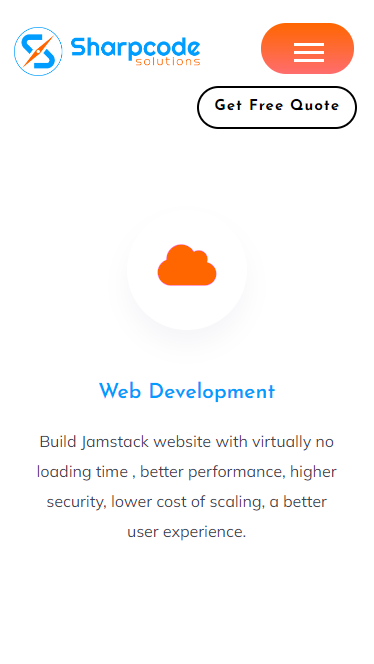 Sharpcode
solutions
Get Free Quote
Web Development
Build Jamstack website with virtually no
loading time , better performance, higher
security, lower cost of scaling, a better
user experience.